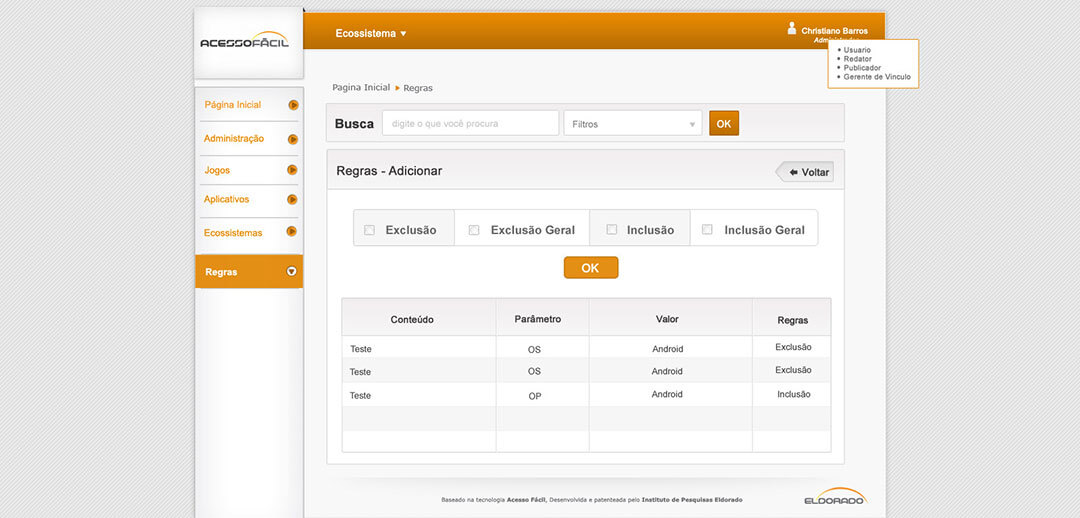 ACESSOFÁCIL
Ecossistema
Christiano Barros
Usuario
Redator
Publicador
Gerente de Vinculo
Página Inicial
Administração
Jogos
Aplicativos
Ecossistemas
Regras
Pagina Inicial Regras
Busca digite o que você procura Filtros OK
Regras - Adicionar Voltar
Exclusão Exclusão Geral Inclusão Inclusão Geral
OK
Conteúdo Parâmetro Valor Regras
Teste OS Android Exclusão
Teste OS Android Exclusão
Teste OP Android Inclusão
Baseado na tecnologia Acesso Fácil, Desenvolvida e patenteada pelo Instituto de Pesquisas Eldorado
ELDORADO